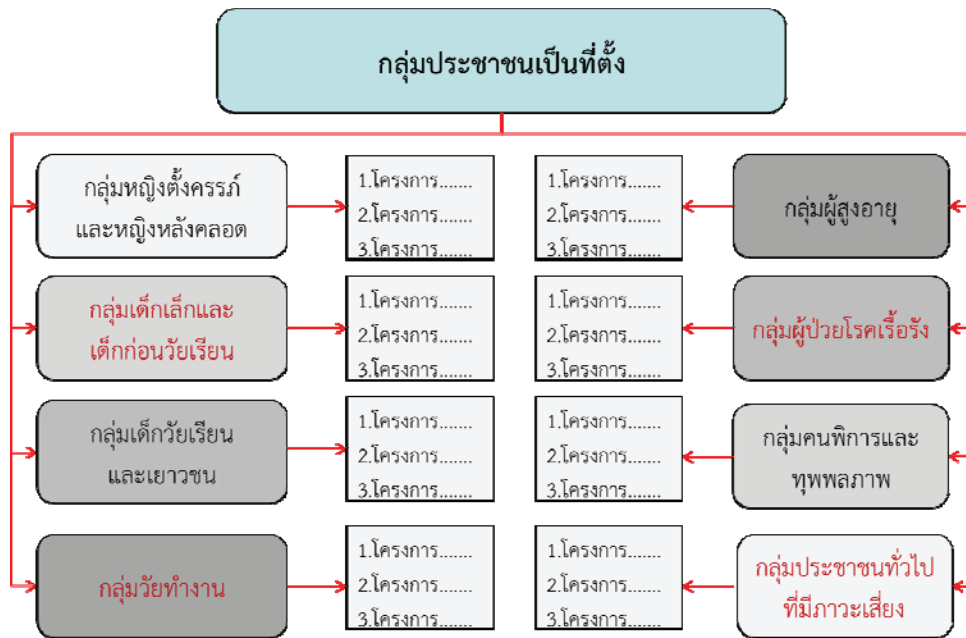 กลุ่มประชาชนเป็นที่ตั้ง
กลุ่มหญิงตั้งครรภ์
และหญิงหลังคลอด
1.โครงการ.......
2.โครงการ.......
3.โครงการ.......
1.โครงการ.......
2.โครงการ.......
3.โครงการ.......
กลุ่มผู้สูงอายุ
กลุ่มเด็กเล็กและ
เด็กก่อนวัยเรียน
1.โครงการ.......
2.โครงการ.......
3.โครงการ.......
1.โครงการ.......
2.โครงการ.......
3.โครงการ.......
กลุ่มผู้ป่วยโรคเรื้อรัง
กลุ่มเด็กวัยเรียน
และเยาวชน
1.โครงการ.......
2.โครงการ.......
3.โครงการ.......
1.โครงการ.......
2.โครงการ.......
3.โครงการ.......
กลุ่มคนพิการและ
ทุพพลภาพ
กลุ่มวัยทำงาน
1.โครงการ.......
2.โครงการ.......
3.โครงการ.......
1.โครงการ.......
2.โครงการ.......
3.โครงการ.......
กลุ่มประชาชนทั่วไป
ที่มีภาวะเสี่ยง